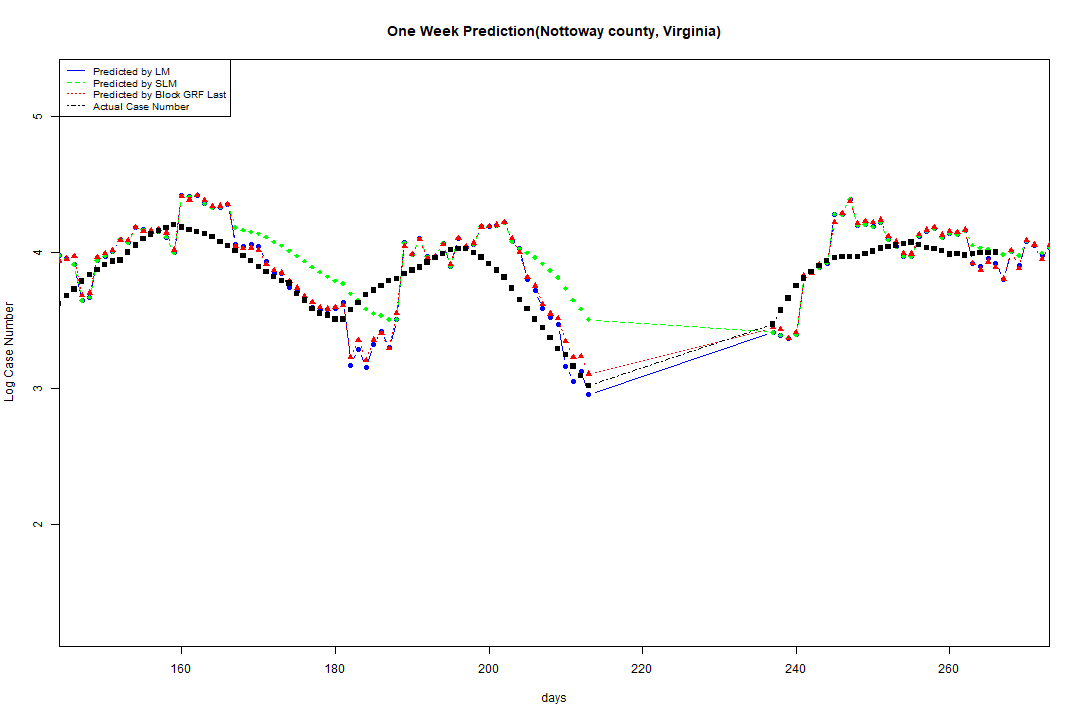 One Week Prediction(Nottoway county, Virginia)
Predicted by LM
Predicted by SLM
Predicted by Block GRF Last
Actual Case Number
5
4
3
2
Log Case Number
160 180 200 220 240 260
days